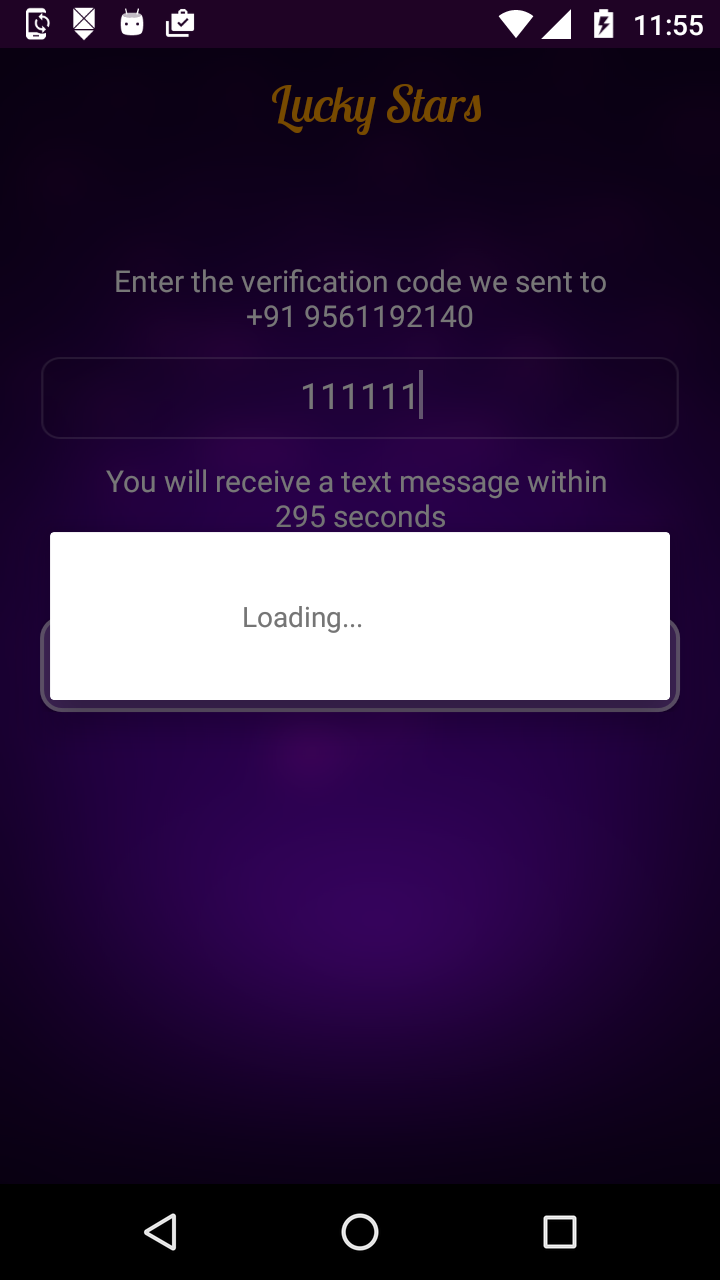 11:55
Lucky Stars
Enter the verification code we sent to
+91 9561192140
111111
You will receive a text message within
295 seconds
Loading...